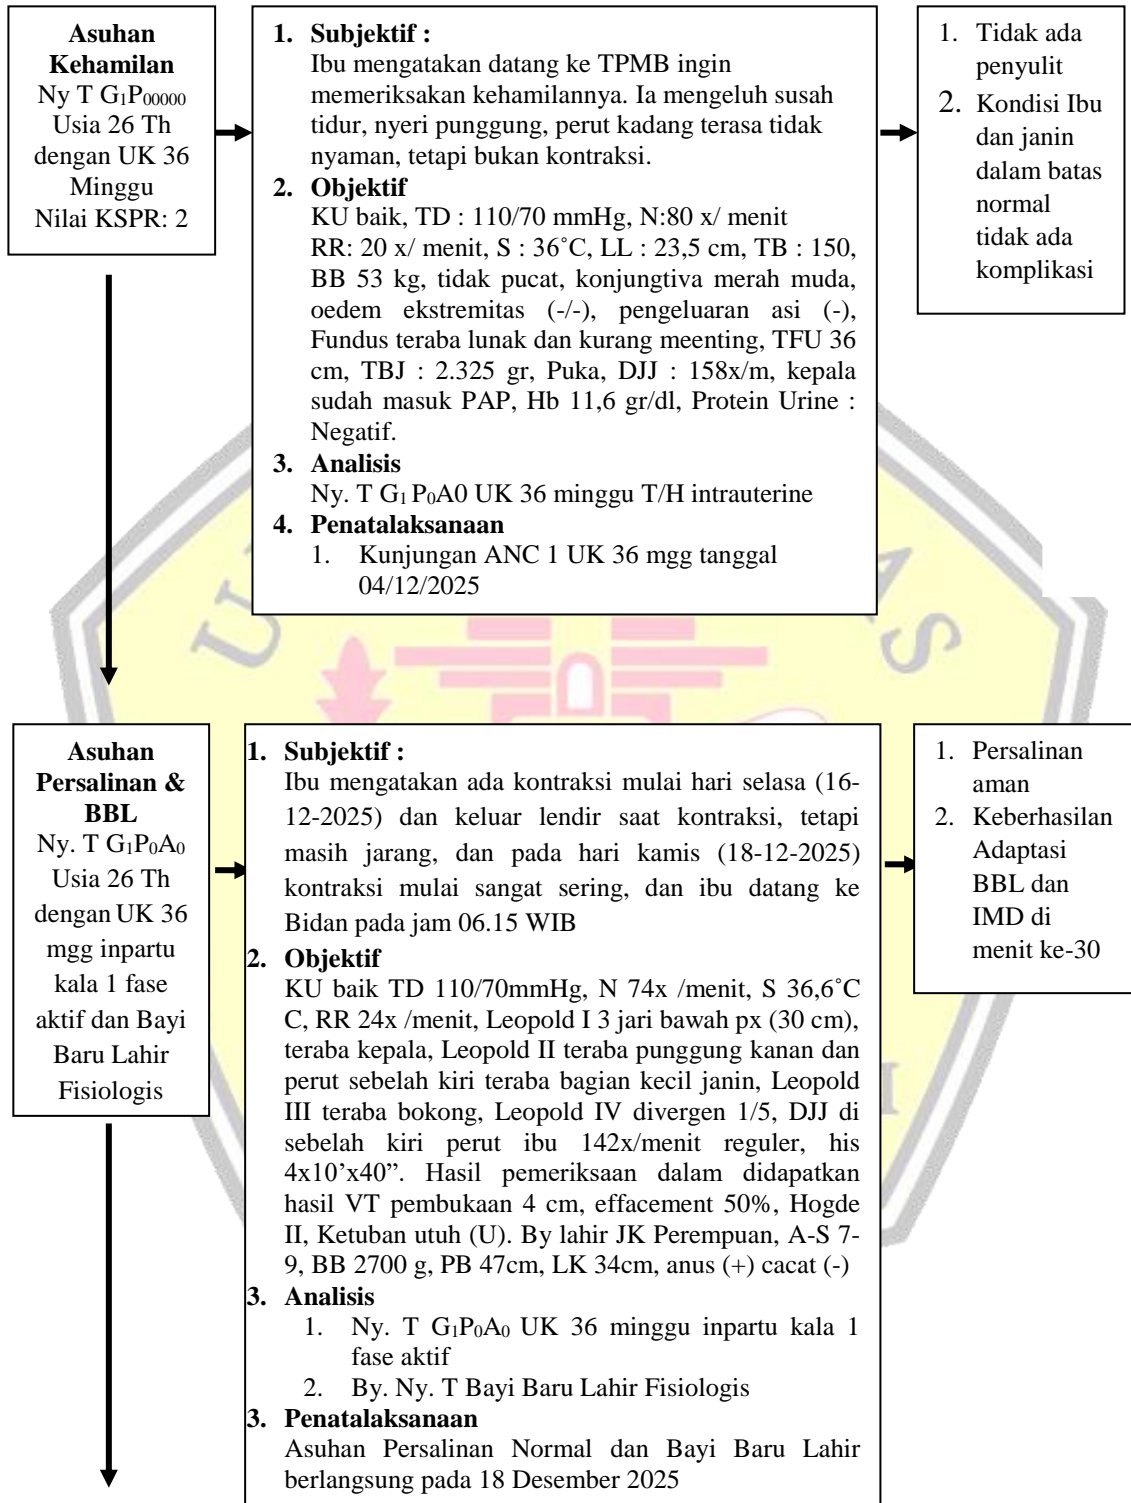 Asuhan
Kehamilan
Ny T G₁P₀₀₀₀₀
Usia 26 Th
dengan UK 36
Minggu
Nilai KSPR: 2
1. Subjektif :
Ibu mengatakan datang ke TPMB ingin
memeriksakan kehamilannya. Ia mengeluh susah
tidur, nyeri punggung, perut kadang terasa tidak
nyaman, tetapi bukan kontraksi.
2. Objektif
KU baik, TD : 110/70 mmHg, N:80 x/ menit
RR: 20 x/ menit, S : 36˚C, LL : 23,5 cm, TB : 150,
BB 53 kg, tidak pucat, konjungtiva merah muda,
oedem ekstremitas (-/-), pengeluaran asi (-),
Fundus teraba lunak dan kurang meenting, TFU 36
cm, TBJ : 2.325 gr, Puka, DJJ : 158x/m, kepala
sudah masuk PAP, Hb 11,6 gr/dl, Protein Urine :
Negatif.
3. Analisis
Ny. T G₁ P₀A0 UK 36 minggu T/H intrauterine
4. Penatalaksanaan
1. Kunjungan ANC 1 UK 36 mgg tanggal
04/12/2025
1. Tidak ada
penyulit
2. Kondisi Ibu
dan janin
dalam batas
normal
tidak ada
komplikasi
Asuhan
Persalinan &
BBL
Ny. T G₁P₀A₀
Usia 26 Th
dengan UK 36
mgg inpartu
kala 1 fase
aktif dan Bayi
Baru Lahir
Fisiologis
1. Subjektif :
Ibu mengatakan ada kontraksi mulai hari selasa (16-
12-2025) dan keluar lendir saat kontraksi, tetapi
masih jarang, dan pada hari kamis (18-12-2025)
kontraksi mulai sangat sering, dan ibu datang ke
Bidan pada jam 06.15 WIB
2. Objektif
KU baik TD 110/70mmHg, N 74x /menit, S 36,6˚C
C, RR 24x /menit, Leopold I 3 jari bawah px (30 cm),
teraba kepala, Leopold II teraba punggung kanan dan
perut sebelah kiri teraba bagian kecil janin, Leopold
III teraba bokong, Leopold IV divergen 1/5, DJJ di
sebelah kiri perut ibu 142x/menit reguler, his
4x10’x40”. Hasil pemeriksaan dalam didapatkan
hasil VT pembukaan 4 cm, effacement 50%, Hogde
II, Ketuban utuh (U). By lahir JK Perempuan, A-S 7-
9, BB 2700 g, PB 47cm, LK 34cm, anus (+) cacat (-)
3. Analisis
1. Ny. T G₁P₀A₀ UK 36 minggu inpartu kala 1
fase aktif
2. By. Ny. T Bayi Baru Lahir Fisiologis
3. Penatalaksanaan
Asuhan Persalinan Normal dan Bayi Baru Lahir
berlangsung pada 18 Desember 2025
1. Persalinan
aman
2. Keberhasilan
Adaptasi
BBL dan
IMD di
menit ke-30